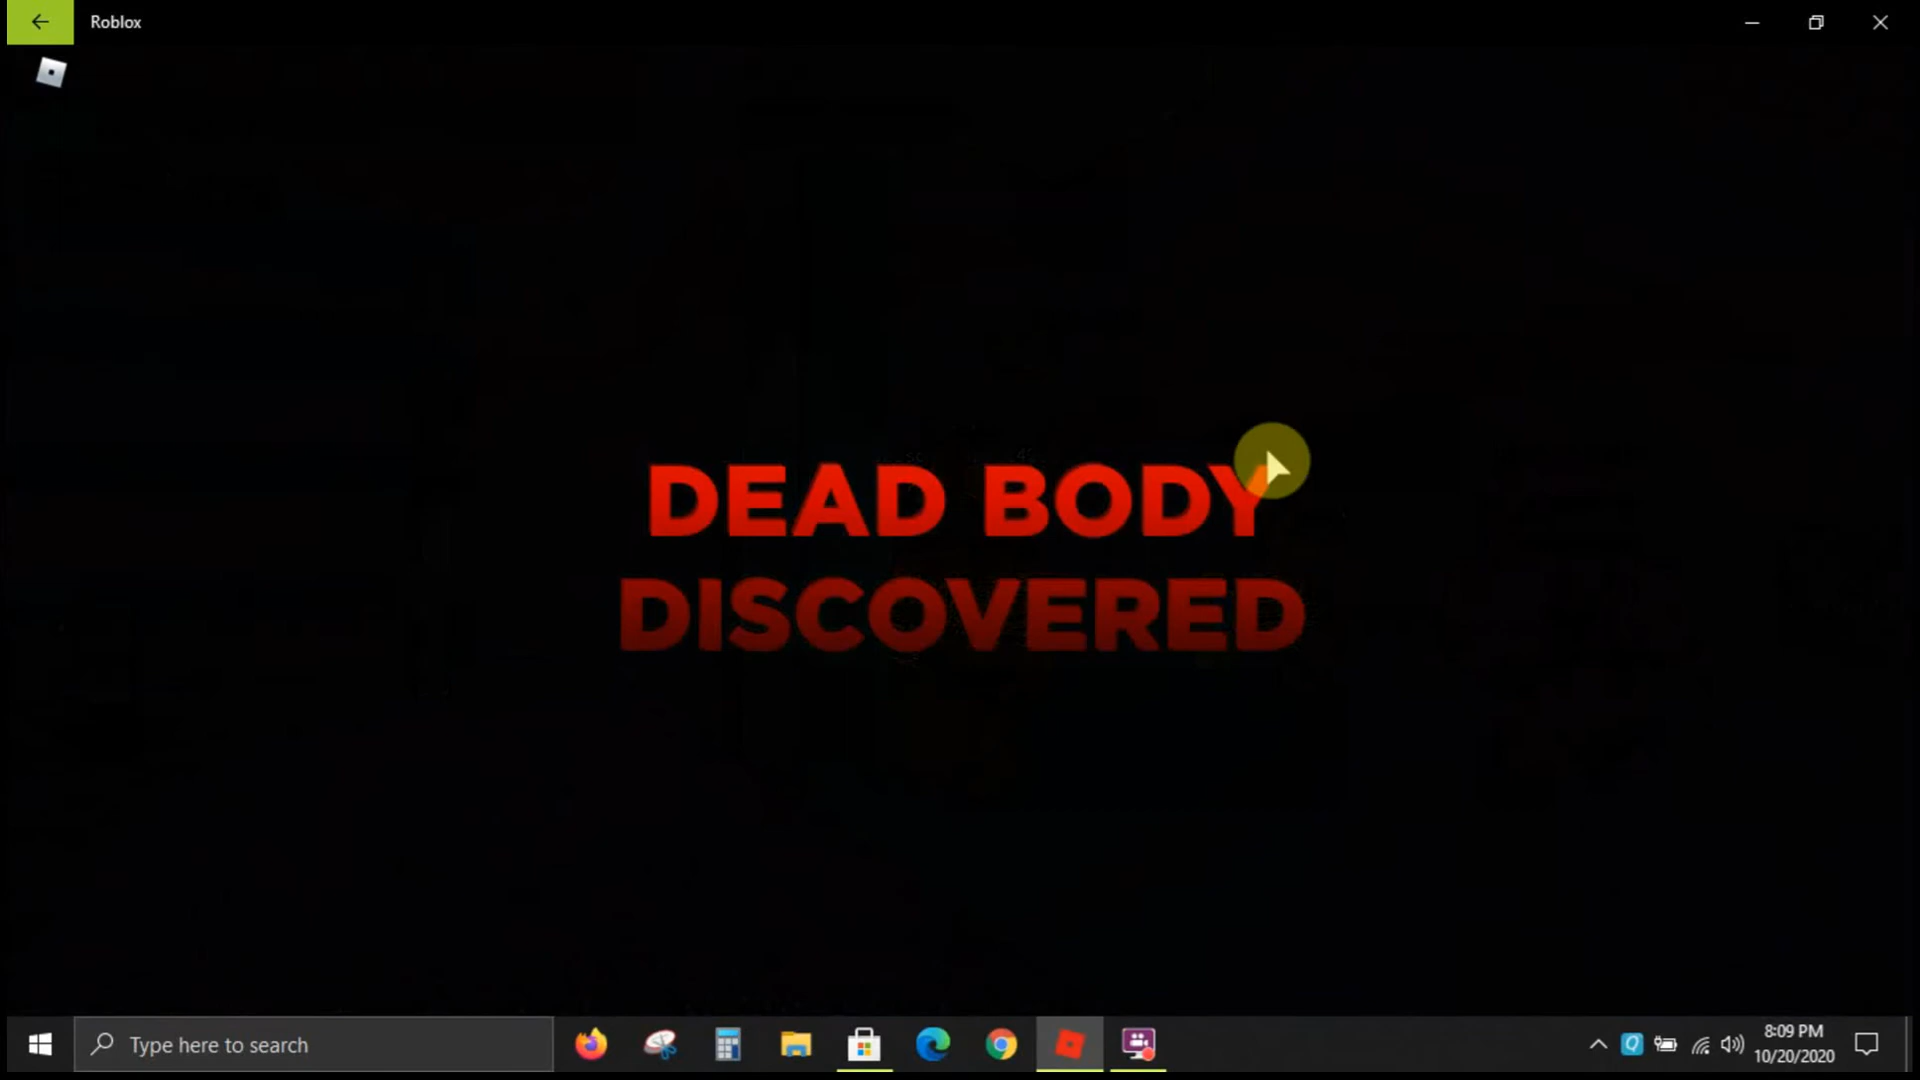 Roblox
DEAD BODY
DISCOVERED
Type here to search
8:09 PM
10/20/2020